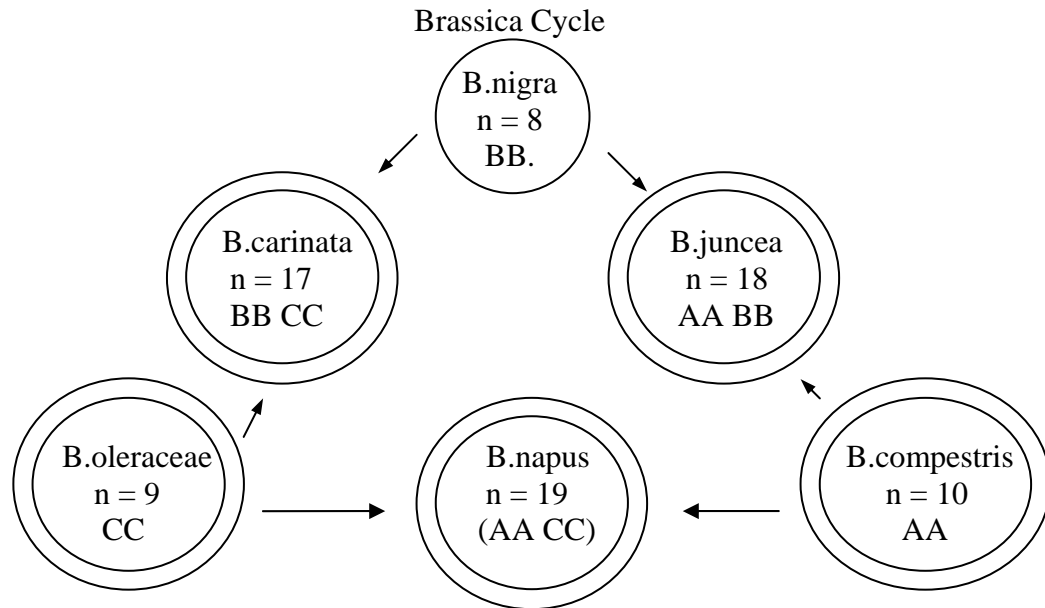 Brassica Cycle
B.nigra
n = 8
BB.
B.carinata
n = 17
BB CC
B.juncea
n = 18
AA BB
B.oleraceae
n = 9
CC
B.napus
n = 19
(AA CC)
B.compestris
n = 10
AA